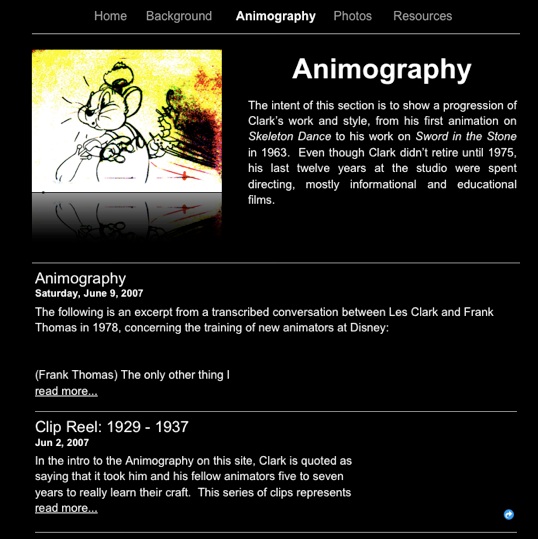 Home Background Animography Photos Resources
Animography
The intent of this section is to show a progression of
Clark's work and style, from his first animation on
Skeleton Dance to his work on Sword in the Stone
in 1963. Even though Clark didn't retire until 1975,
his last twelve years at the studio were spent
directing, mostly informational and educational
films.
Animography
Saturday, June 9, 2007
The following is an excerpt from a transcribed conversation between Les Clark and Frank
Thomas in 1978, concerning the training of new animators at Disney:
(Frank Thomas) The only other thing I
read more...
Clip Reel: 1929 - 1937
Jun 2, 2007
In the intro to the Animography on this site, Clark is quoted as
saying that it took him and his fellow animators five to seven
years to really learn their craft. This series of clips represents
read more...